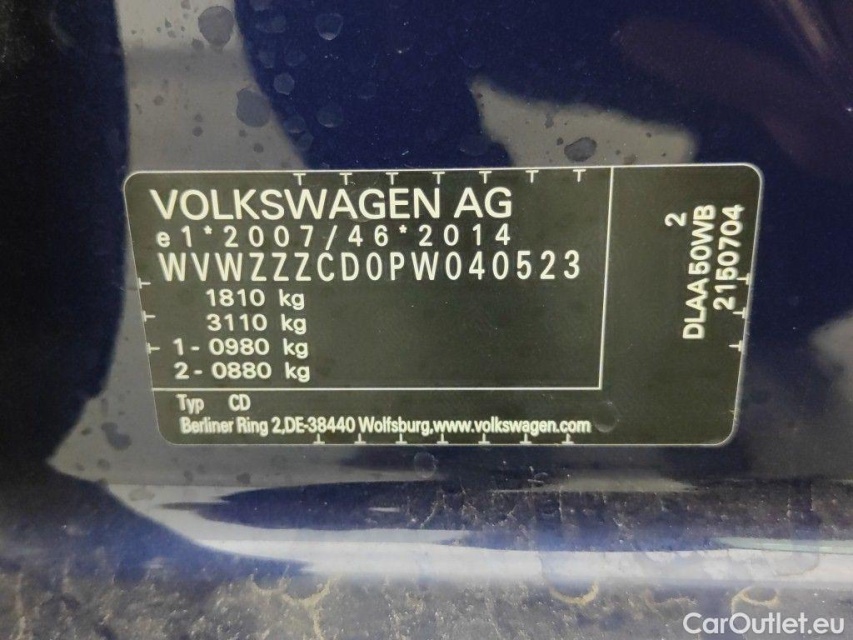 VOLKSWAGEN AG
e1*2007/46*2014
WVWZZZCD0PW040523
1810 kg
3110 kg
1- 0980 kg
2- 0880 kg
Typ CD
Berliner Ring 2,DE-38440 Wolfsburg,www.volkswagen.com
2
DLAA50WB
2150704
CarOutlet.eu